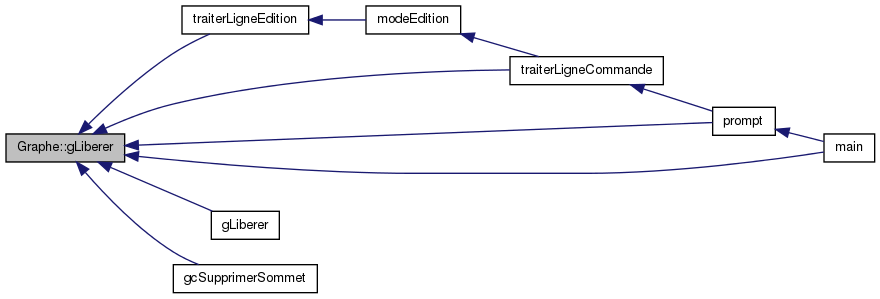 traiterLigneEdition
modeEdition
traiterLigneCommande
prompt
Graphe::gLiberer
main
gLiberer
gcSupprimerSommet